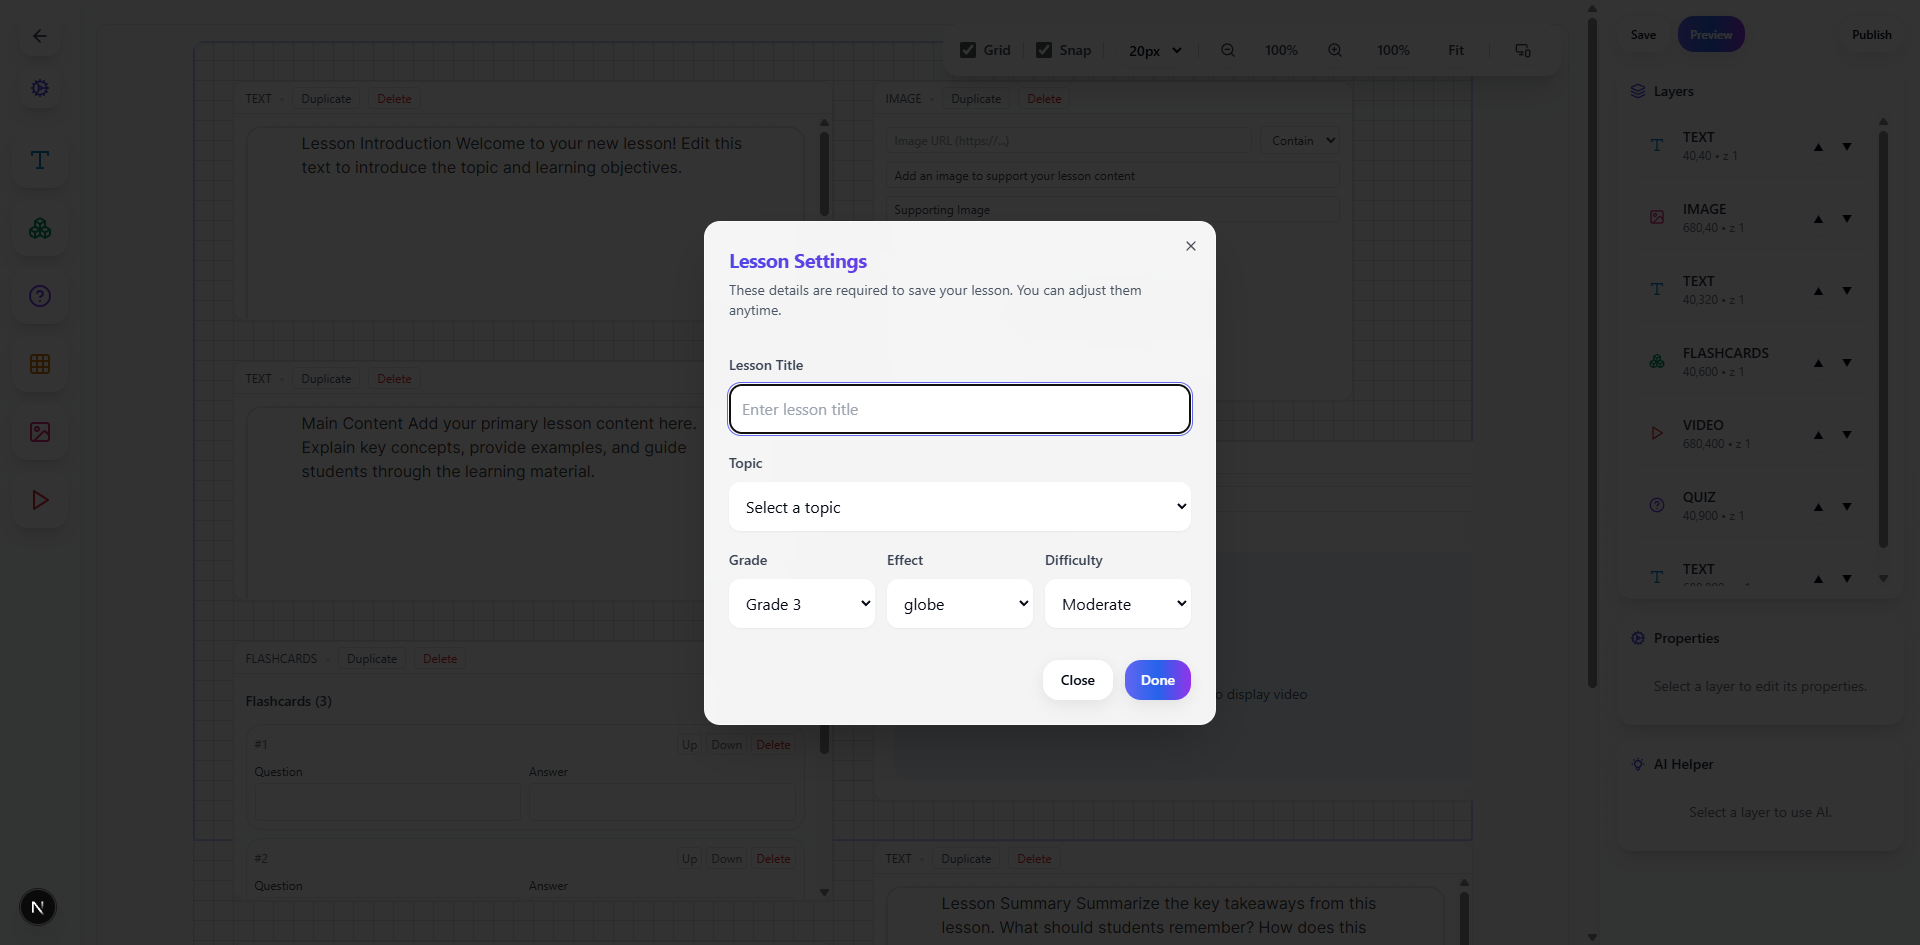 Grid
Snap
20px
100%
100%
Fit
Save
Preview
Publish
TEXT
Duplicate
Delete
Lesson Introduction Welcome to your new lesson! Edit this
text to introduce the topic and learning objectives.
IMAGE
Duplicate
Delete
Image URL (https://...)
Contain
Add an image to support your lesson content
Supporting Image
TEXT
Duplicate
Delete
Main Content Add your primary lesson content here.
Explain key concepts, provide examples, and guide
students through the learning material.
FLASHCARDS
Duplicate
Delete
Flashcards (3)
#1
Up
Down
Delete
Question
Answer
#2
Up
Down
Delete
Question
Answer
Lesson Settings
These details are required to save your lesson. You can adjust them
anytime.
Lesson Title
Enter lesson title
Topic
Select a topic
Grade
Effect
Difficulty
Grade 3
globe
Moderate
Close
Done
display video
TEXT
Duplicate
Delete
Lesson Summary Summarize the key takeaways from this
lesson. What should students remember? How does this
Layers
TEXT
40,40 • z 1
IMAGE
680,40 • z 1
TEXT
40,320 • z 1
FLASHCARDS
40,600 • z 1
VIDEO
680,400 • z 1
QUIZ
40,900 • z 1
TEXT
Properties
Select a layer to edit its properties.
AI Helper
Select a layer to use AI.
N